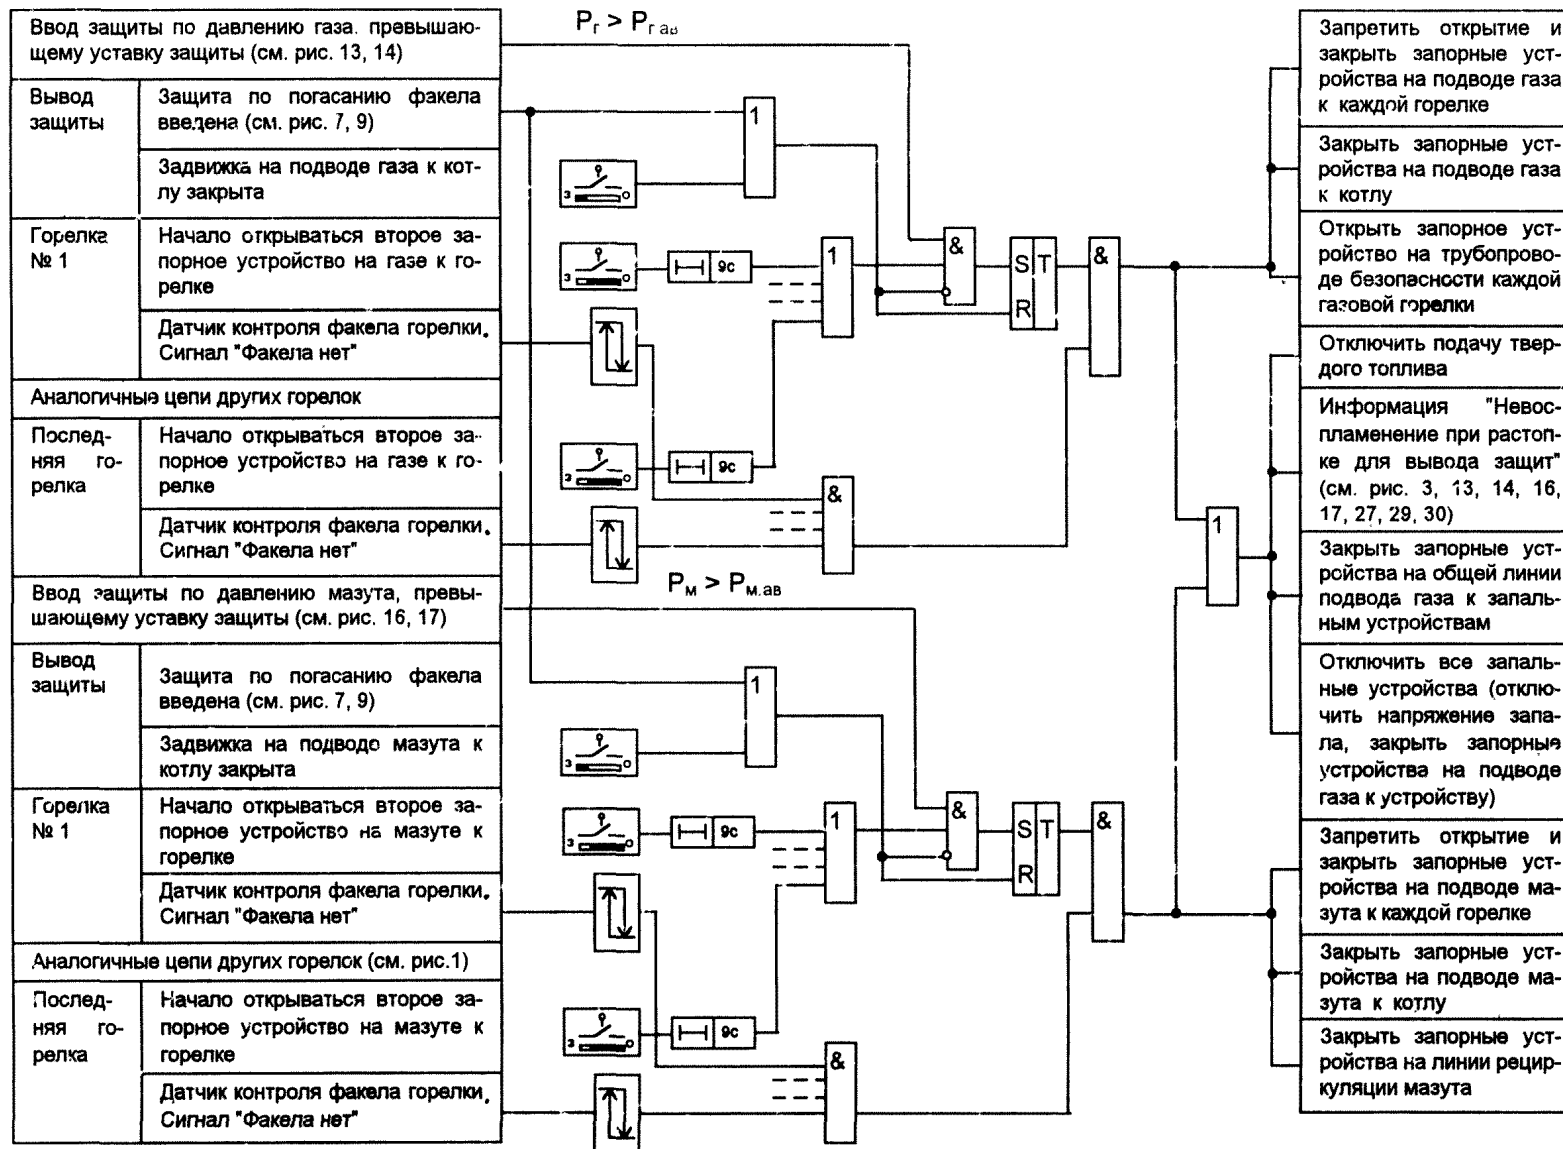 Ввод защиты по давлению газа, превышаю-
щему уставку защиты (см. рис. 13, 14)
Вывод
защиты
Защита по погасанию факела
введена (см. рис. 7, 9)
Задвижка на подводе газа к кот-
лу закрыта
Горелка
№ 1
Начало открываться второе за-
порное устройство на газе к го-
релке
Датчик контроля факела горелки.
Сигнал "Факела нет"
Аналогичные цепи других горелок
Послед-
няя го-
релка
Начало открываться второе за-
порное устройство на газе к го-
релке
Датчик контроля факела горелки.
Сигнал "Факела нет"
Ввод защиты по давлению мазута, превы-
шающему уставку защиты (см. рис. 16, 17)
Вывод
защиты
Защита по погасанию факела
введена (см. рис. 7, 9)
Задвижка на подводе мазута к
котлу закрыта
Горелка
№ 1
Начало открываться второе за-
порное устройство на мазуте к
горелке
Датчик контроля факела горелки.
Сигнал "Факела нет"
Аналогичные цепи других горелок (см. рис.1)
Послед-
няя го-
релка
Начало открываться второе за-
порное устройство на мазуте к
горелке
Датчик контроля факела горелки.
Сигнал "Факела нет"
Рг > Рг ав
1
З О
З О
9с
1
&
S T
R
&
З О
9с
&
1
Рм > Рм.ав
1
З О
З О
9с
1
&
S T
R
&
З О
9с
&
Запретить открытие и
закрыть запорные уст-
ройства на подводе газа
к каждой горелке
Закрыть запорные уст-
ройства на подводе газа
к котлу
Открыть запорное уст-
ройство на трубопрово-
де безопасности каждой
газовой горелки
Отключить подачу твер-
дого топлива
Информация "Невос-
пламенение при растоп-
ке для вывода защит"
(см. рис. 3, 13, 14, 16,
17, 27, 29, 30)
Закрыть запорные уст-
ройства на общей линии
подвода газа к запаль-
ным устройствам
Отключить все запаль-
ные устройства (отклю-
чить напряжение запа-
ла, закрыть запорные
устройства на подводе
газа к устройству)
Запретить открытие и
закрыть запорные уст-
ройства на подводе ма-
зута к каждой горелке
Закрыть запорные уст-
ройства на подводе ма-
зута к котлу
Закрыть запорные уст-
ройства на линии рецир-
куляции мазута